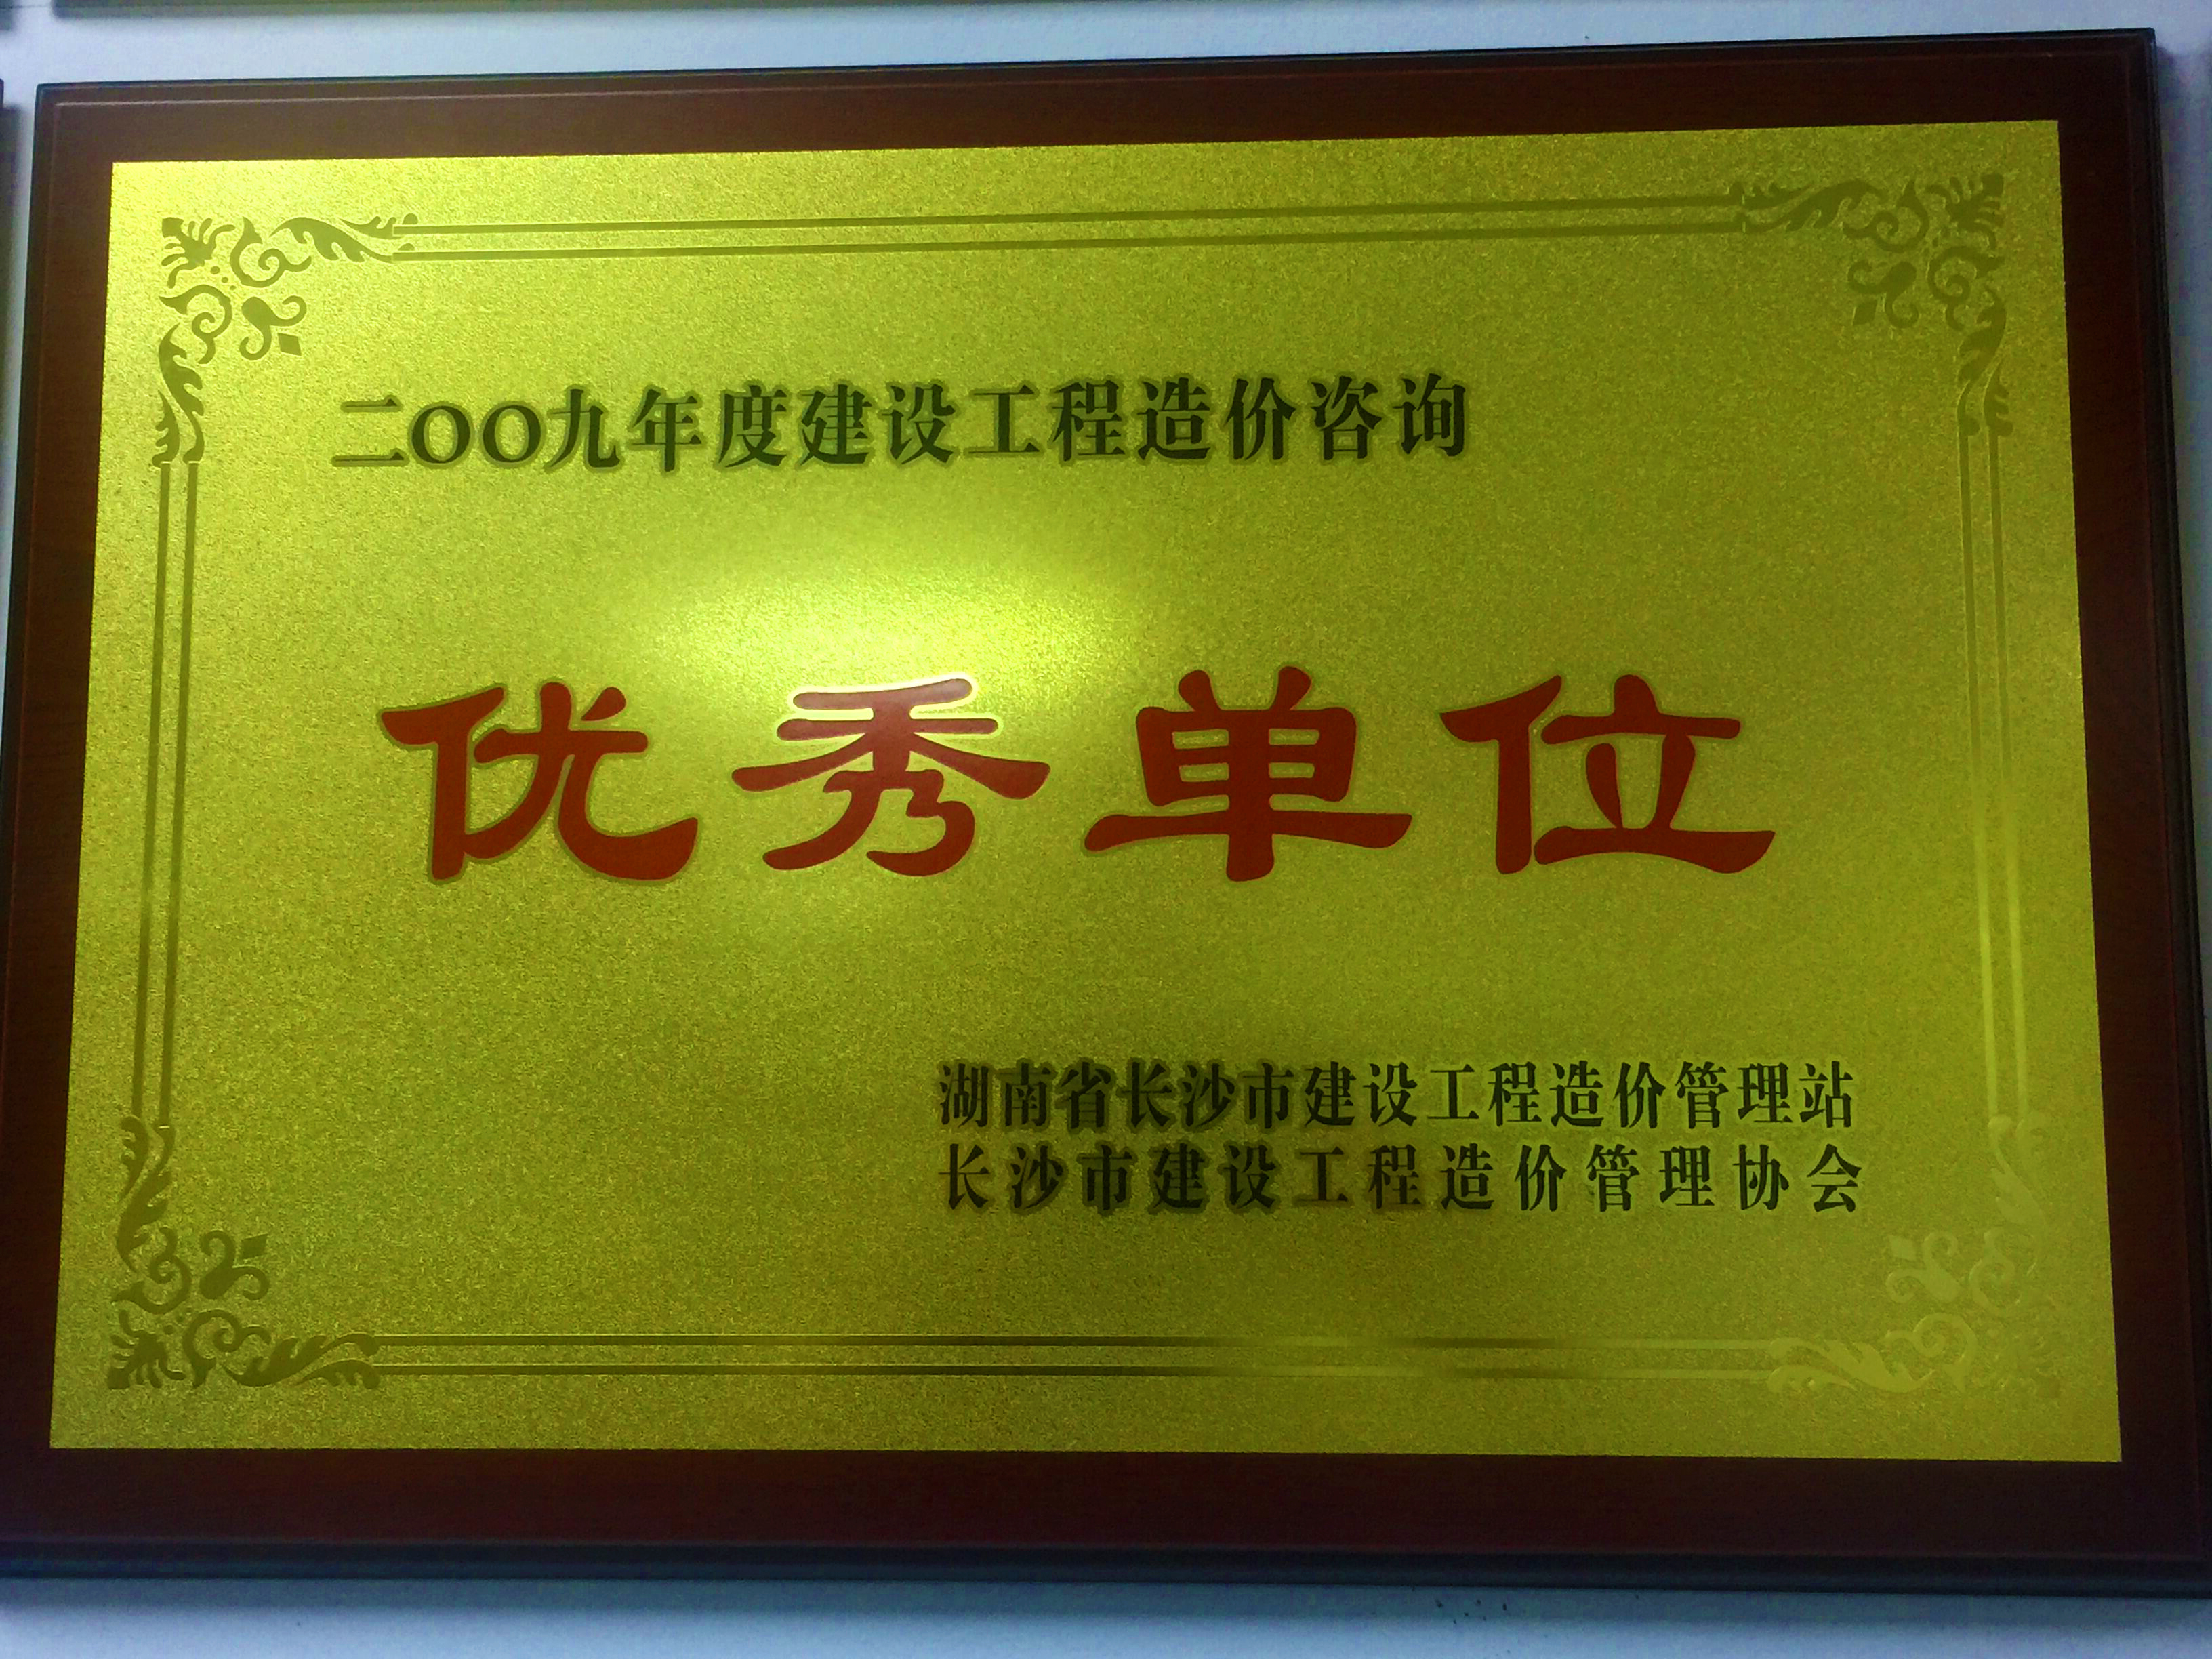 二OO九年度建设工程造价咨询
优秀单位
湖南省长沙市建设工程造价管理站
长沙市建设工程造价管理协会